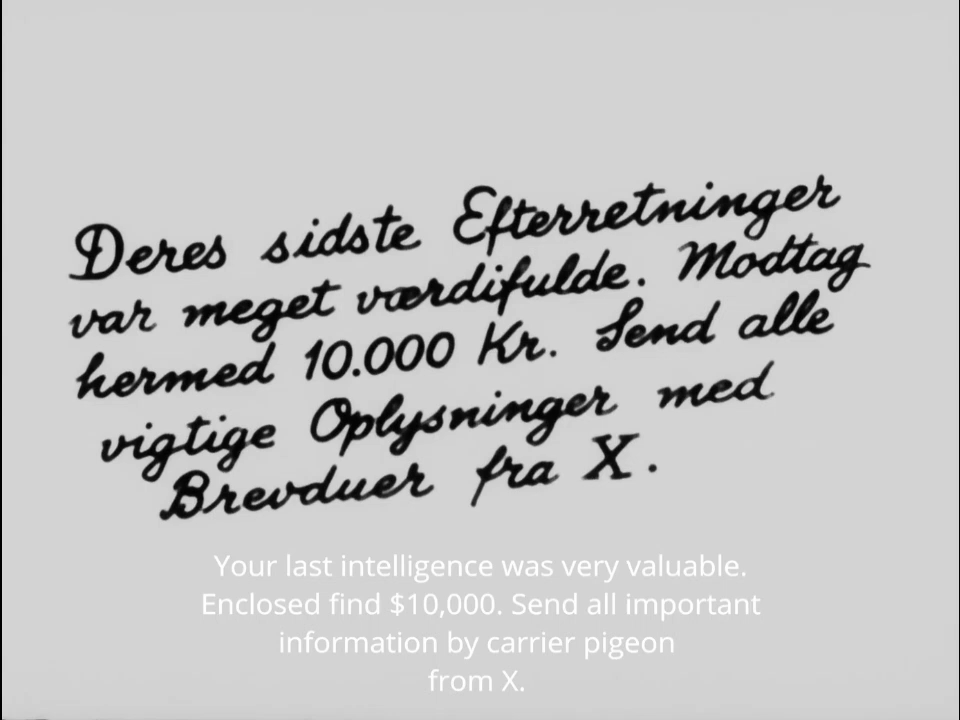 Deres sidste Efterretninger
var meget værdifulde. Modtag
hermed 10.000 Kr. Send alle
vigtige Oplysninger med
Brevduer fra X.
Your last intelligence was very valuable.
Enclosed find $10,000. Send all important
information by carrier pigeon
from X.